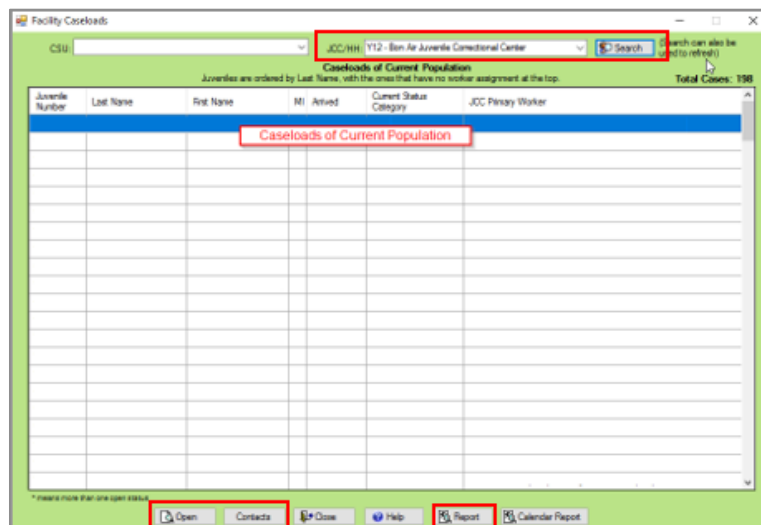 Facility Caseloads
CSU: JCC/HH: Y12 - Bon Air Juvenile Correctional Center Search (Search can also be
used to refresh)
Caseloads of Current Population
Juveniles are ordered by Last Name, with the ones that have no worker assignment at the top. Total Cases: 198
Juvenile Number Last Name First Name MI Arrived Current Status Category JCC Primary Worker
Caseloads of Current Population
* means more than one open status
Open Contacts Close Help Report Calendar Report